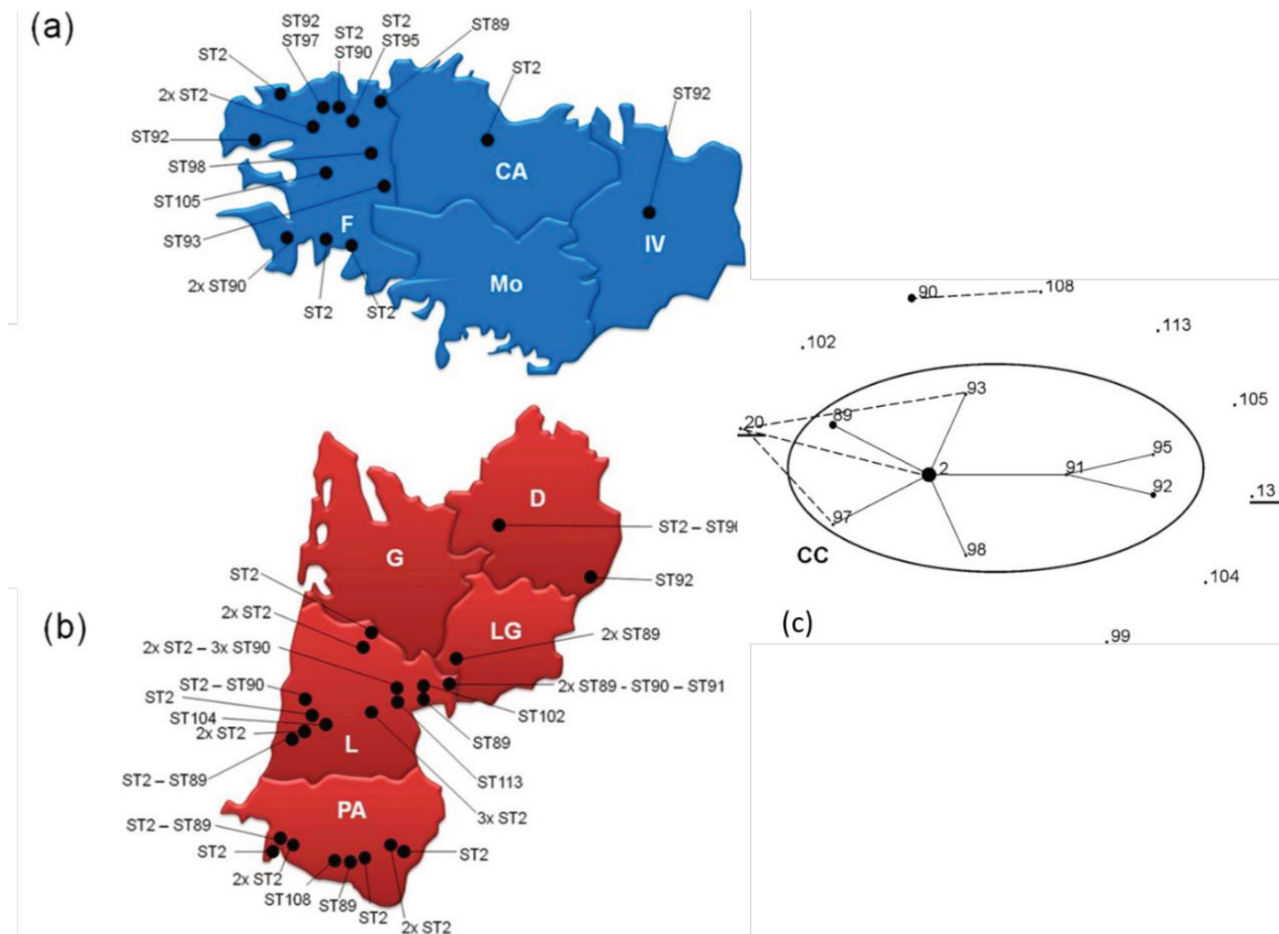 (a)
ST92
ST97
ST2
ST90
ST2
ST95
ST89
ST2
ST2
2x ST2
ST92
ST92
ST98
CA
ST105
F
ST93
IV
2x ST90
Mo
ST2
ST2
90
108
113
102
93
105
20
89
95
2
91
92
13
97
98
CC
104
(c)
99
(b)
D
ST2 – ST9
G
ST92
ST2
2x ST2
LG
2x ST89
2x ST2 – 3x ST90
ST2 – ST90
2x ST89 - ST90 – ST91
ST2
ST102
ST104
2x ST2
L
ST89
ST2 – ST89
ST113
PA
3x ST2
ST2 – ST89
ST2
ST2
2x ST2
ST108
ST89
ST2
2x ST2